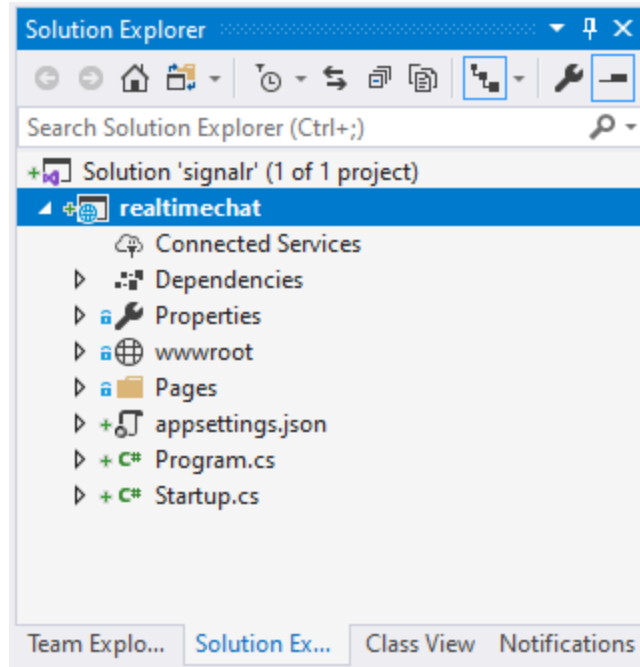 Solution Explorer
Search Solution Explorer (Ctrl+;)
Solution 'signalr' (1 of 1 project)
realtimechat
Connected Services
Dependencies
Properties
wwwroot
Pages
appsettings.json
C# Program.cs
C# Startup.cs
Team Explo... Solution Ex... Class View Notifications